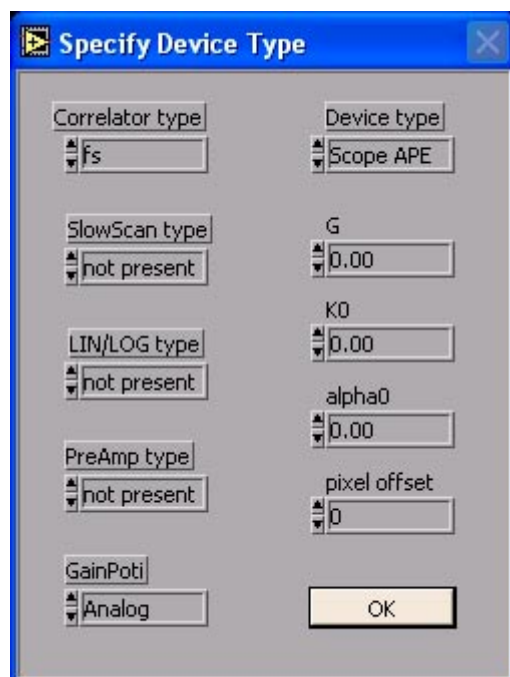 Specify Device Type
Correlator type
fs
SlowScan type
not present
LIN/LOG type
not present
PreAmp type
not present
GainPoti
Analog
Device type
Scope APE
G
0.00
K0
0.00
alpha0
0.00
pixel offset
0
OK